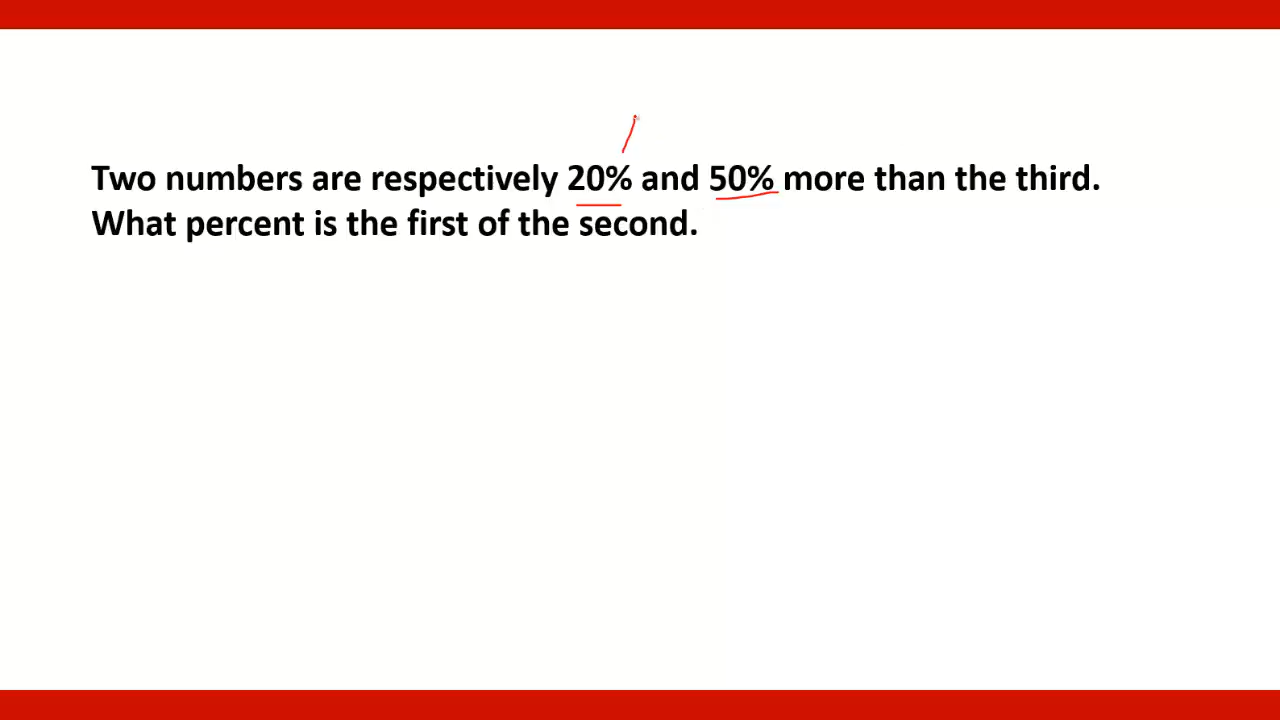 Two numbers are respectively 20% and 50% more than the third.
What percent is the first of the second.